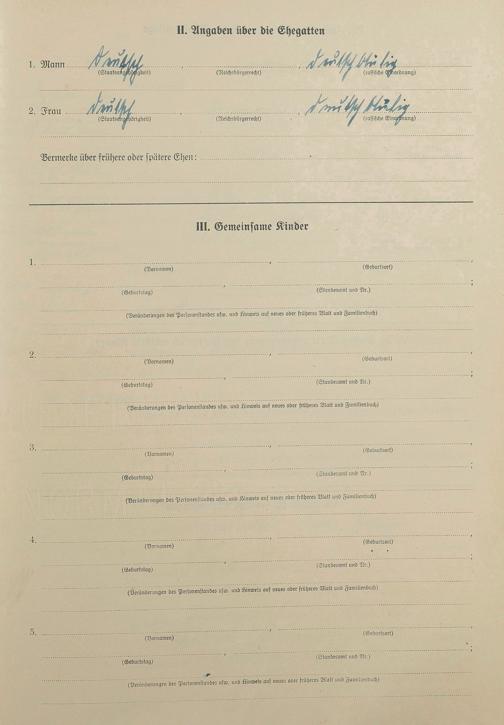 II. Angaben über die Ehegatten
1. Mann deutsch, , deutschblütig
(Staatsangehörigkeit) (Reichsbürgerrecht) (rassische Einordnung)
2. Frau deutsch, , deutschblütig
(Staatsangehörigkeit) (Reichsbürgerrecht) (rassische Einordnung)
Vermerke über frühere oder spätere Ehen:
III. Gemeinsame Kinder
1. , ,
(Vornamen) (Geburtsort)
, ;
(Geburtstag) (Standesamt und Nr.)
(Veränderungen des Personenstandes usw. und Hinweis auf neues oder früheres Blatt und Familienbuch)
2. , ,
(Vornamen) (Geburtsort)
, ;
(Geburtstag) (Standesamt und Nr.)
(Veränderungen des Personenstandes usw. und Hinweis auf neues oder früheres Blatt und Familienbuch)
3. , ,
(Vornamen) (Geburtsort)
, ;
(Geburtstag) (Standesamt und Nr.)
(Veränderungen des Personenstandes usw. und Hinweis auf neues oder früheres Blatt und Familienbuch)
4. , ,
(Vornamen) (Geburtsort)
, ;
(Geburtstag) (Standesamt und Nr.)
(Veränderungen des Personenstandes usw. und Hinweis auf neues oder früheres Blatt und Familienbuch)
5. , ,
(Vornamen) (Geburtsort)
, ;
(Geburtstag) (Standesamt und Nr.)
(Veränderungen des Personenstandes usw. und Hinweis auf neues oder früheres Blatt und Familienbuch)